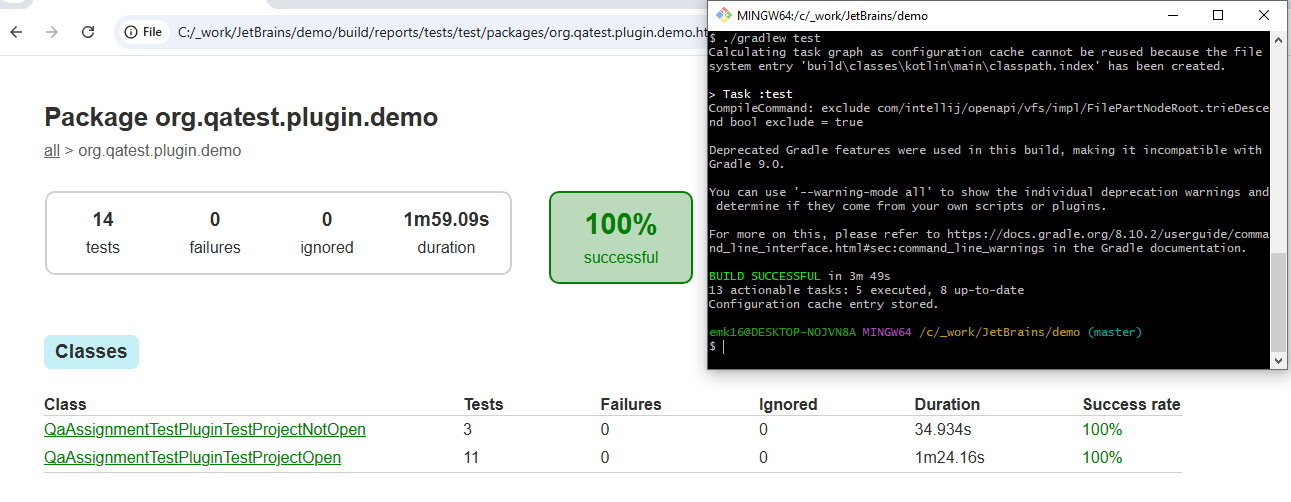 File
C:/_work/JetBrains/demo/build/reports/tests/test/packages/org.qatest.plugin.demo.ht
Package org.qatest.plugin.demo
all > org.qatest.plugin.demo
14
tests
0
failures
0
ignored
1m59.09s
duration
100%
successful
Classes
Class Tests Failures Ignored Duration Success rate
QaAssignmentTestPluginTestProjectNotOpen 3 0 0 34.934s 100%
QaAssignmentTestPluginTestProjectOpen 11 0 0 1m24.16s 100%
MINGW64:/c/_work/JetBrains/demo
$ ./gradlew test
Calculating task graph as configuration cache cannot be reused because the file
system entry 'build\classes\kotlin\main\classpath.index' has been created.
> Task :test
CompileCommand: exclude com/intellij/openapi/vfs/impl/FilePartNodeRoot.trieDesce
nd bool exclude = true
Deprecated Gradle features were used in this build, making it incompatible with
Gradle 9.0.
You can use '--warning-mode all' to show the individual deprecation warnings and
determine if they come from your own scripts or plugins.
For more on this, please refer to https://docs.gradle.org/8.10.2/userguide/comma
nd_line_interface.html#sec:command_line_warnings in the Gradle documentation.
BUILD SUCCESSFUL in 3m 49s
13 actionable tasks: 5 executed, 8 up-to-date
Configuration cache entry stored.
emk16@DESKTOP-NOJVN8A MINGW64 /c/_work/JetBrains/demo (master)
$